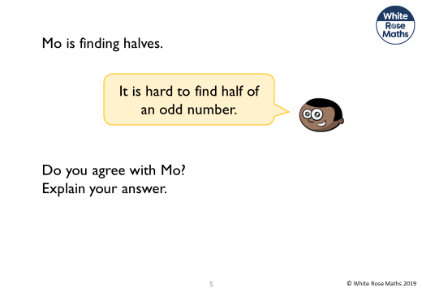 White
Rose
Maths
Mo is finding halves.
It is hard to find half of
an odd number.
Do you agree with Mo?
Explain your answer.
5
© White Rose Maths 2019